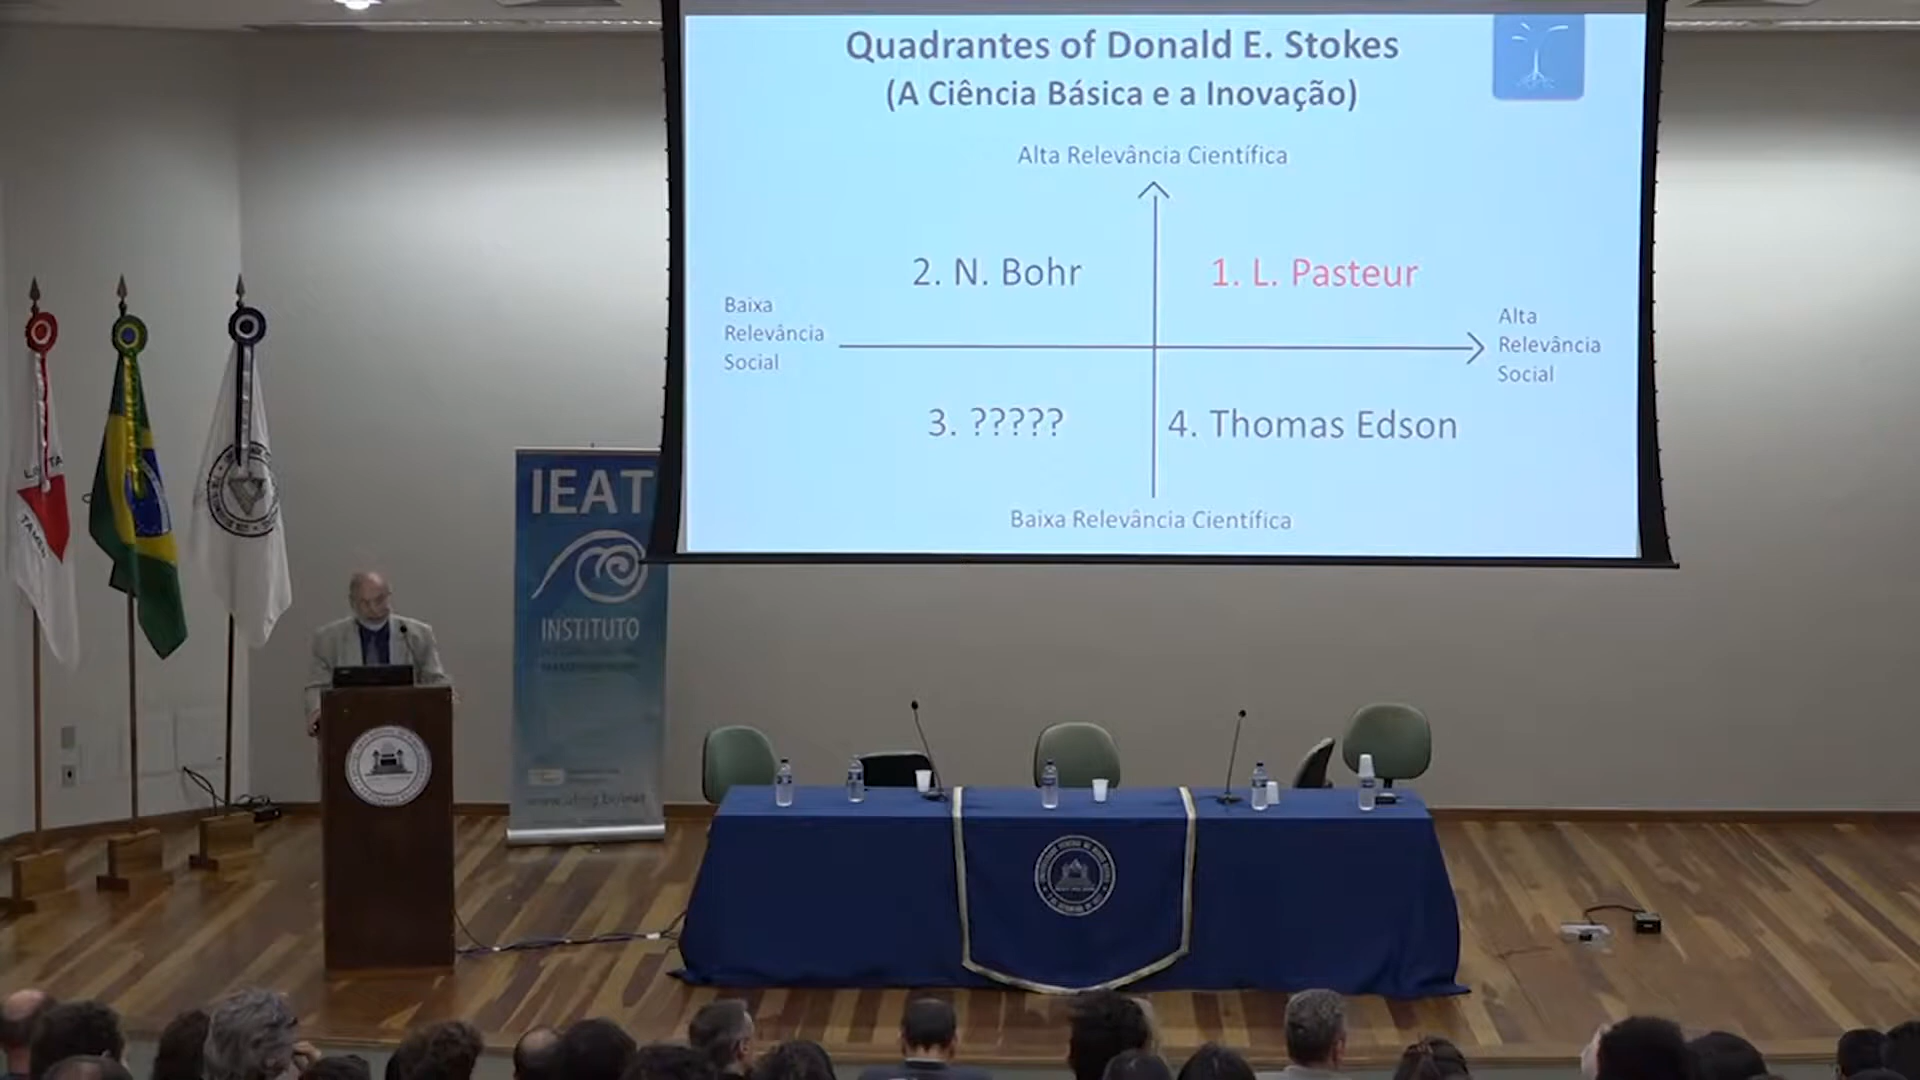 Quadrantes of Donald E. Stokes
(A Ciência Básica e a Inovação)
Alta Relevância Científica
2. N. Bohr
1. L. Pasteur
Baixa
Relevância
Social
Alta
Relevância
Social
3. ?????
4. Thomas Edson
Baixa Relevância Científica
IEAT
INSTITUTO